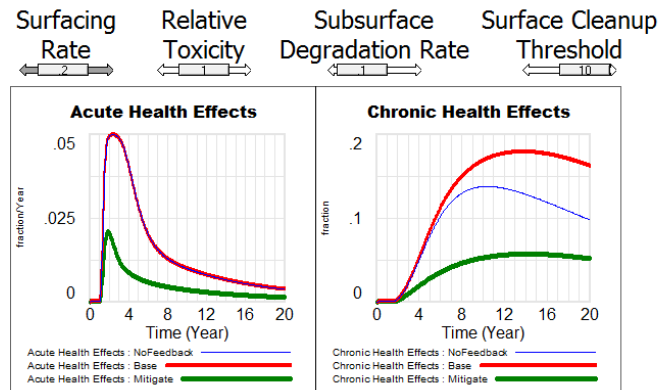 Surfacing Rate
Relative Toxicity
Subsurface Degradation Rate
Surface Cleanup Threshold
.2
1
.1
10
Acute Health Effects
.05
.025
0
fraction/Year
0 4 8 12 16 20
Time (Year)
Acute Health Effects : NoFeedback
Acute Health Effects : Base
Acute Health Effects : Mitigate
Chronic Health Effects
.2
.1
0
fraction
0 4 8 12 16 20
Time (Year)
Chronic Health Effects : NoFeedback
Chronic Health Effects : Base
Chronic Health Effects : Mitigate